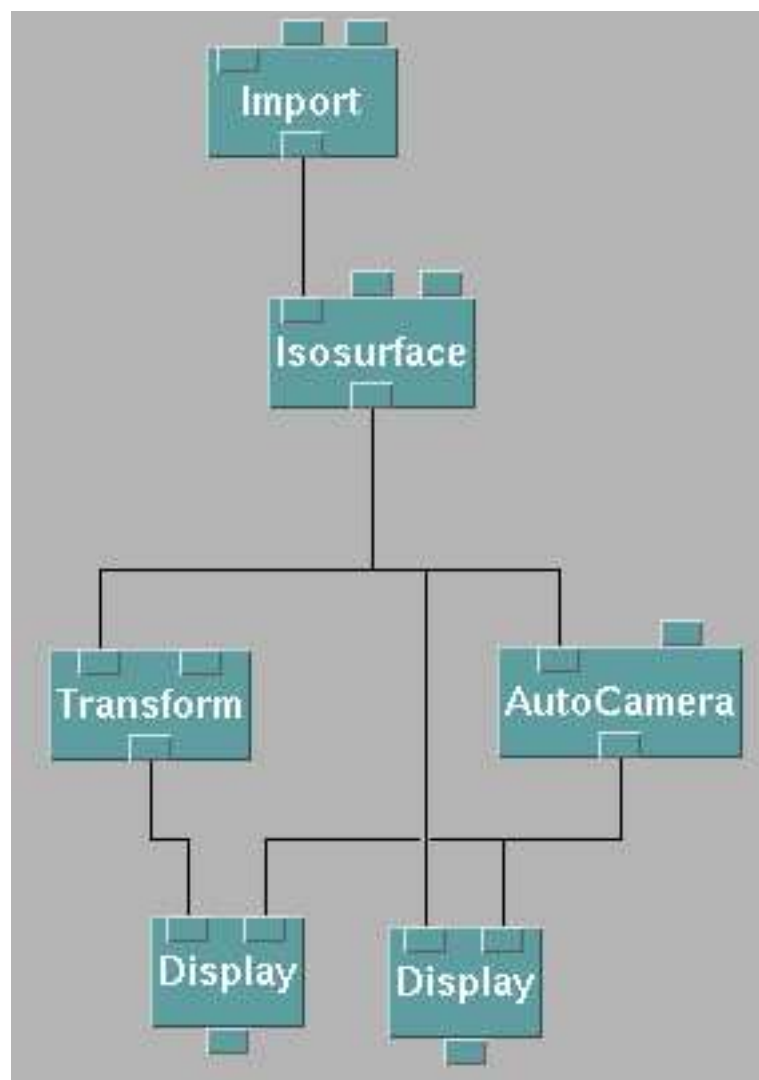 Import
Isosurface
Transform
AutoCamera
Display
Display